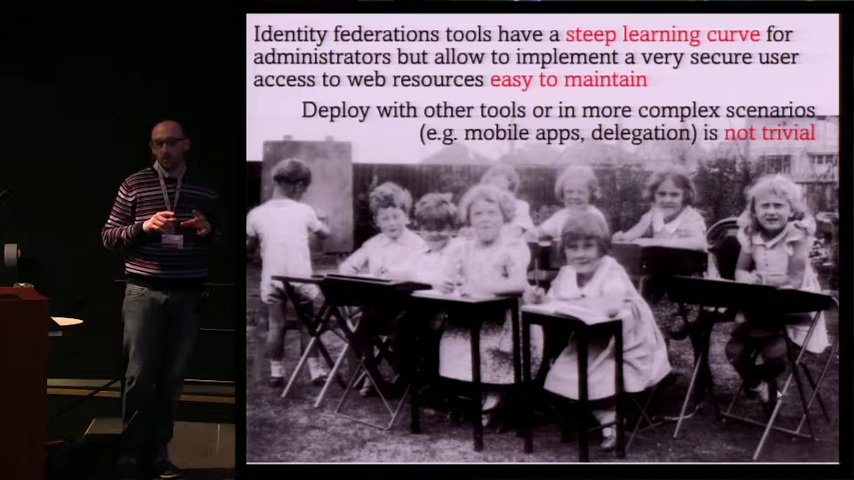 Identity federations tools have a steep learning curve for
administrators but allow to implement a very secure user
access to web resources easy to maintain
Deploy with other tools or in more complex scenarios
(e.g. mobile apps, delegation) is not trivial